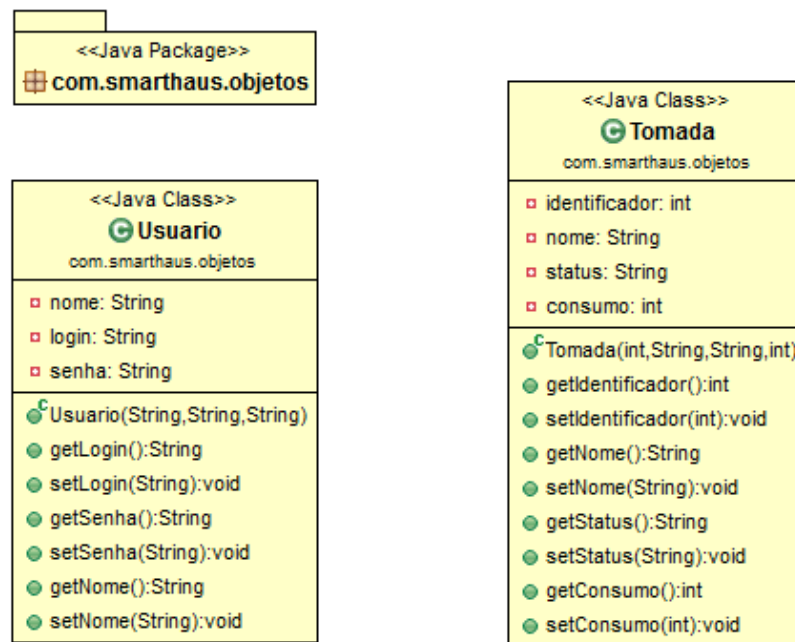 <<Java Package>>
com.smarthaus.objetos
<<Java Class>>
Usuario
com.smarthaus.objetos
nome: String
login: String
senha: String
Usuario(String,String,String)
getLogin():String
setLogin(String):void
getSenha():String
setSenha(String):void
getNome():String
setNome(String):void
<<Java Class>>
Tomada
com.smarthaus.objetos
identificador: int
nome: String
status: String
consumo: int
Tomada(int,String,String,int)
getIdentificador():int
setIdentificador(int):void
getNome():String
setNome(String):void
getStatus():String
setStatus(String):void
getConsumo():int
setConsumo(int):void